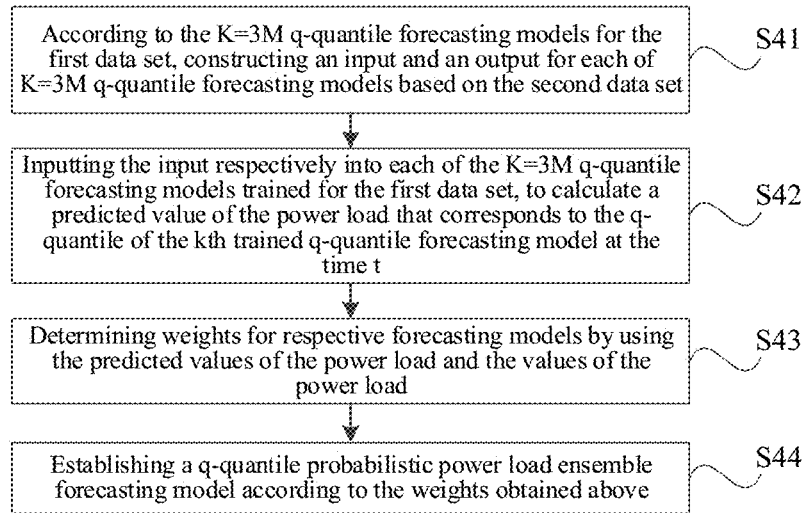 According to the K=3M q-quantile forecasting models for the
first data set, constructing an input and an output for each of
K=3M q-quantile forecasting models based on the second data set
S41
Inputting the input respectively into each of the K=3M q-quantile
forecasting models trained for the first data set, to calculate a
predicted value of the power load that corresponds to the q-
quantile of the kth trained q-quantile forecasting model at the
time t
S42
Determining weights for respective forecasting models by using
the predicted values of the power load and the values of the
power load
S43
Establishing a q-quantile probabilistic power load ensemble
forecasting model according to the weights obtained above
S44